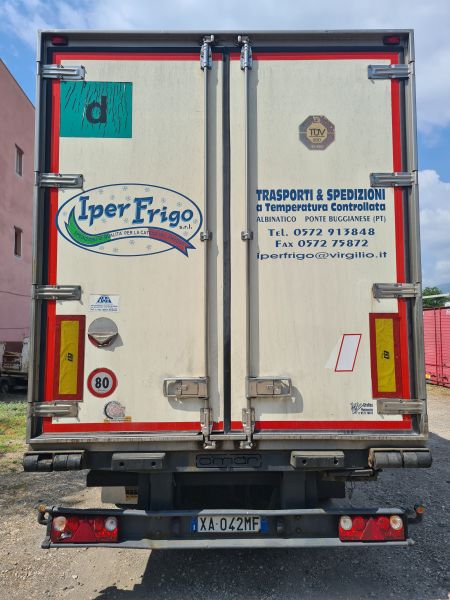 d
TÜV
Iper Frigo
s.r.l.
TRASPORTI & SPEDIZIONI
a Temperatura Controllata
ALBINATICO PONTE BUGGIANESE (PT)
Tel. 0572 913848
Fax 0572 75872
iperfrigo@virgilio.it
80
omar
XA 042MF